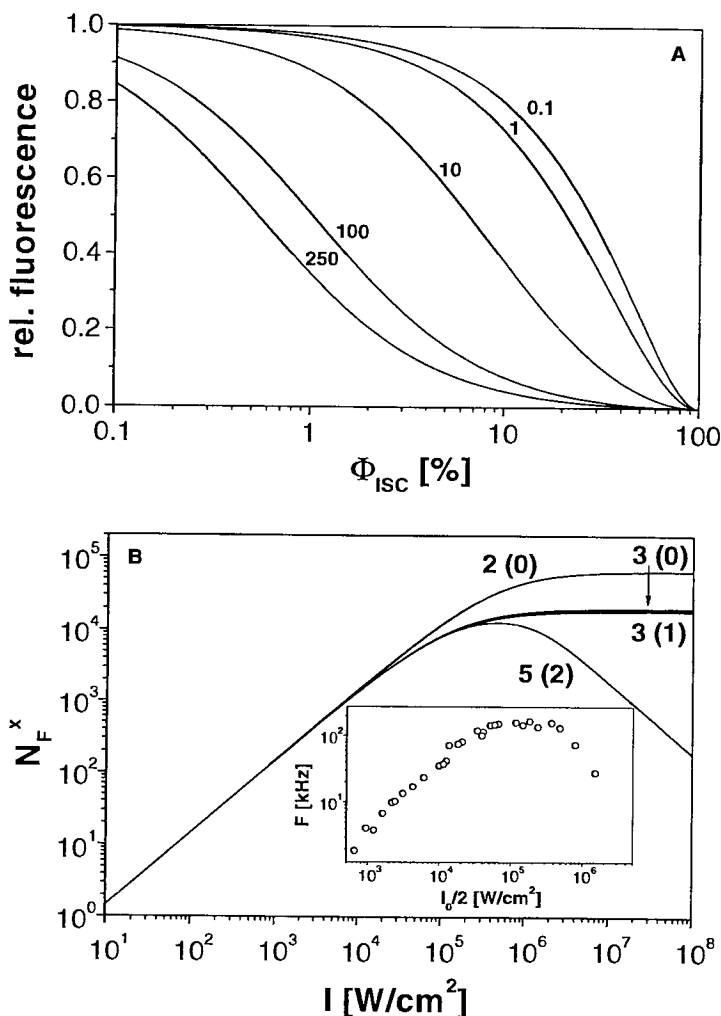 A
rel. fluorescence
1.0
0.8
0.6
0.4
0.2
0.0
0.1
1
10
100
250
0.1 1 10 100
Φ_ISC [%]
B
N_F^x
10^5
10^4
10^3
10^2
10^1
10^0
2 (0)
3 (0)
3 (1)
5 (2)
F [kHz]
10^2
10^1
10^3 10^4 10^5 10^6
I_0/2 [W/cm^2]
10^1 10^2 10^3 10^4 10^5 10^6 10^7 10^8
I [W/cm^2]